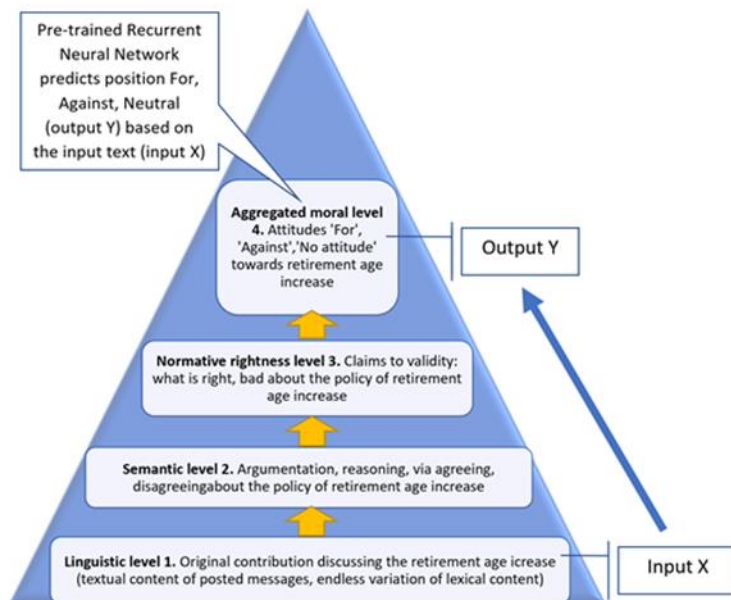 Pre-trained Recurrent
Neural Network
predicts position For,
Against, Neutral
(output Y) based on
the input text (input X)
Aggregated moral level
4. Attitudes 'For',
'Against','No attitude'
towards retirement age
increase
Output Y
Normative rightness level 3. Claims to validity:
what is right, bad about the policy of retirement
age increase
Semantic level 2. Argumentation, reasoning, via agreeing,
disagreeingabout the policy of retirement age increase
Linguistic level 1. Original contribution discussing the retirement age icrease
(textual content of posted messages, endless variation of lexical content)
Input X